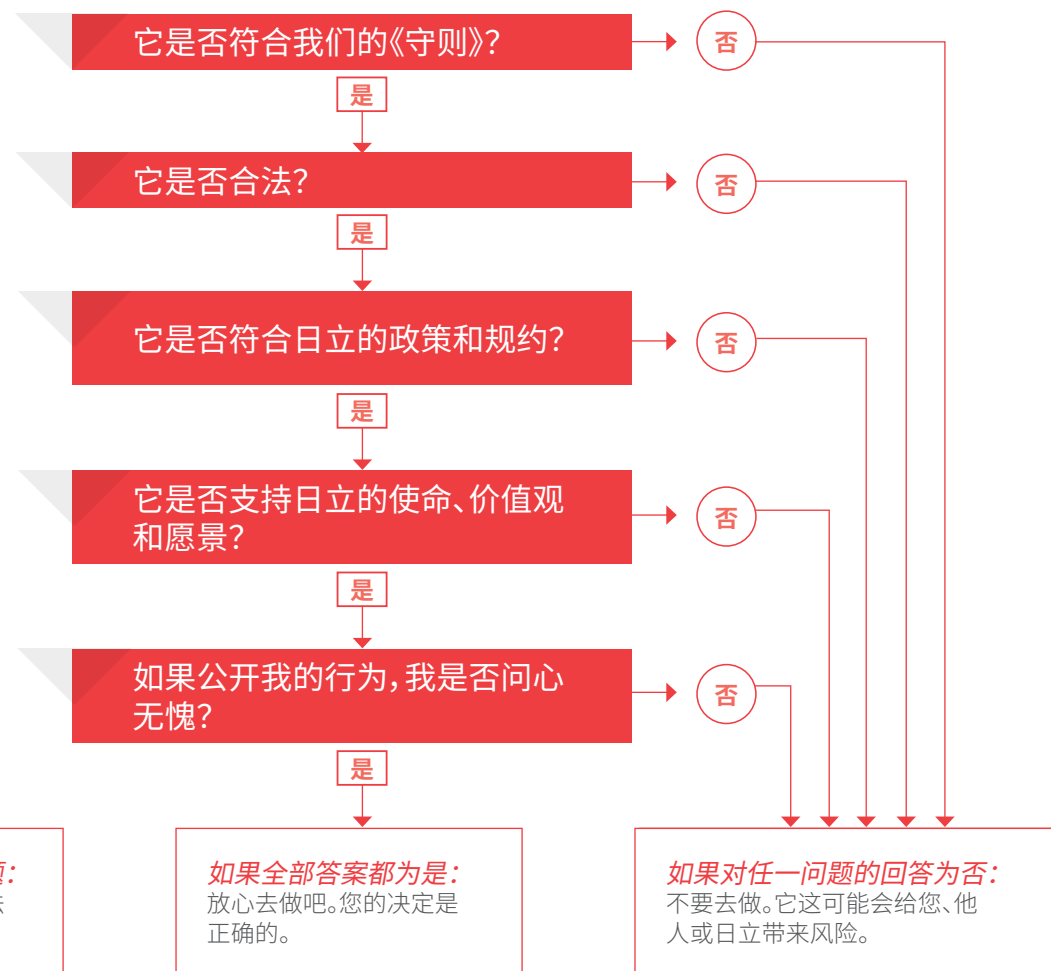 它是否符合我们的《守则》?
否
是
它是否合法?
否
是
它是否符合日立的政策和规约?
否
是
它是否支持日立的使命、价值观
和愿景?
否
是
如果公开我的行为,我是否问心
无愧?
否
是
如果全部答案都为是:
放心去做吧。您的决定是
正确的。
如果对任一问题的回答为否:
不要去做。它这可能会给您、他
人或日立带来风险。